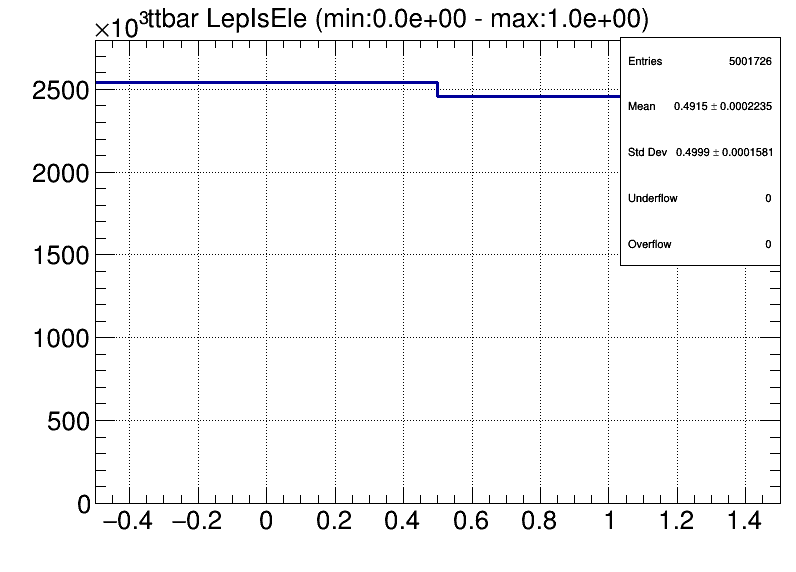 ×10³ttbar LepIsEle (min:0.0e+00 - max:1.0e+00)
Entries 5001726
Mean 0.4915 ± 0.0002235
Std Dev 0.4999 ± 0.0001581
Underflow 0
Overflow 0
2500
2000
1500
1000
500
0
−0.4 −0.2 0 0.2 0.4 0.6 0.8 1 1.2 1.4